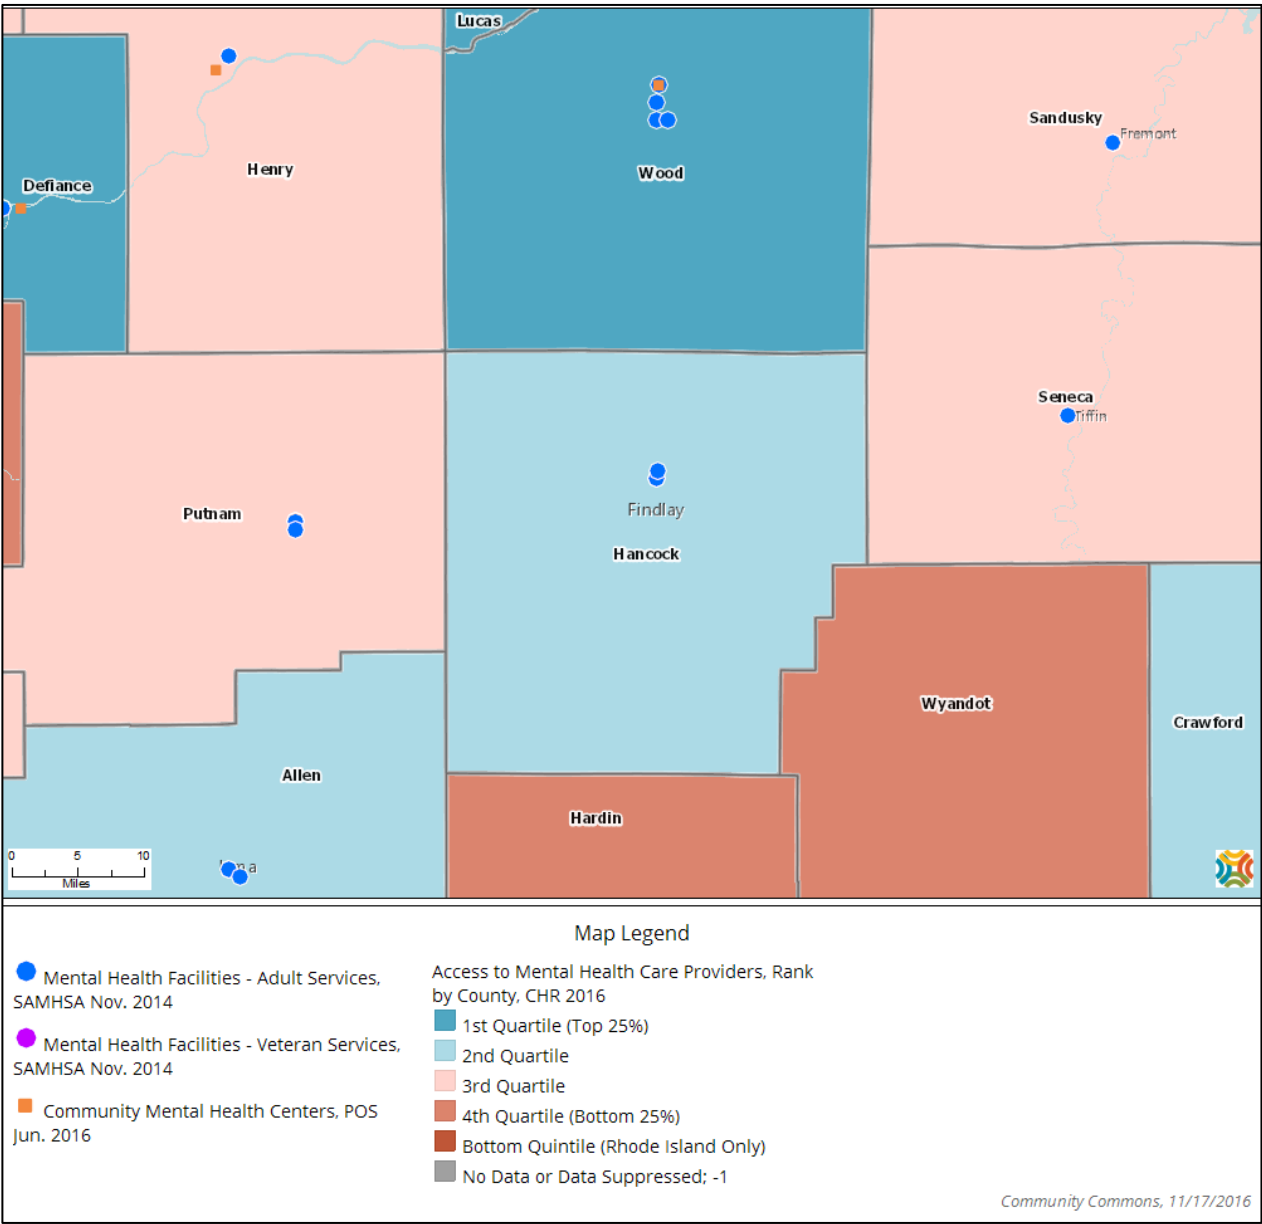 Lucas
Sandusky
Fremont
Henry
Wood
Defiance
Seneca
Tiffin
Findlay
Putnam
Hancock
Wyandot
Crawford
Allen
Hardin
0 5 10
Miles
Map Legend
Mental Health Facilities - Adult Services,
SAMHSA Nov. 2014
Mental Health Facilities - Veteran Services,
SAMHSA Nov. 2014
Community Mental Health Centers, POS
Jun. 2016
Access to Mental Health Care Providers, Rank
by County, CHR 2016
1st Quartile (Top 25%)
2nd Quartile
3rd Quartile
4th Quartile (Bottom 25%)
Bottom Quintile (Rhode Island Only)
No Data or Data Suppressed; -1
Community Commons, 11/17/2016